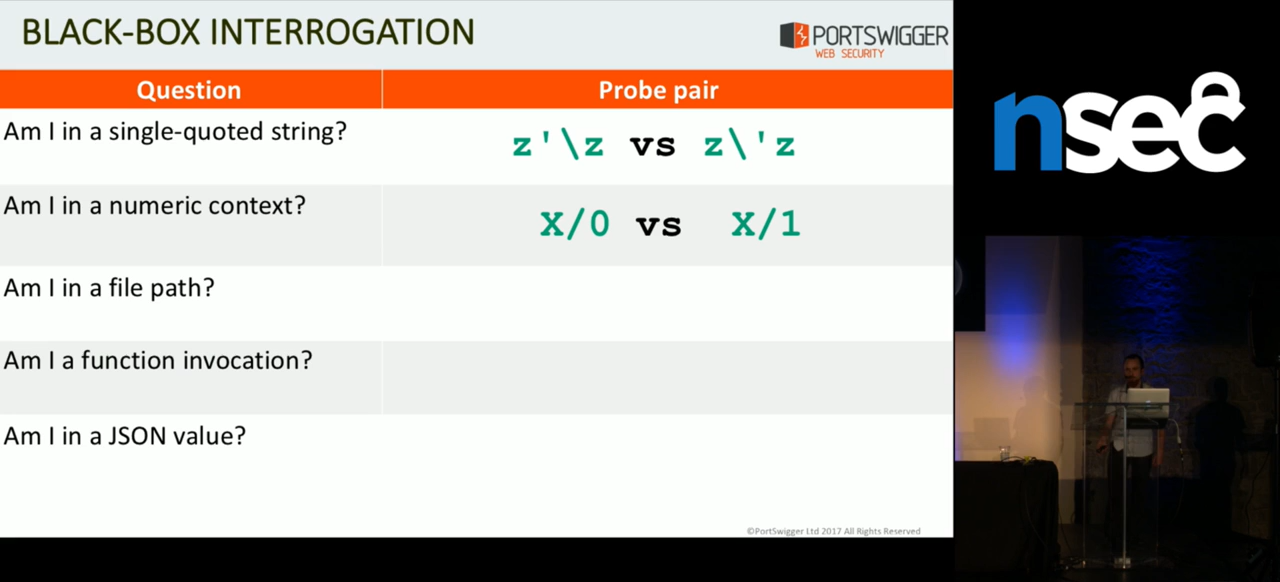 BLACK-BOX INTERROGATION
PORTSWIGGER
WEB SECURITY
Question Probe pair
Am I in a single-quoted string? z'\z vs z\'z
Am I in a numeric context? X/0 vs X/1
Am I in a file path?
Am I a function invocation?
Am I in a JSON value?
©PortSwigger Ltd 2017 All Rights Reserved
nsec